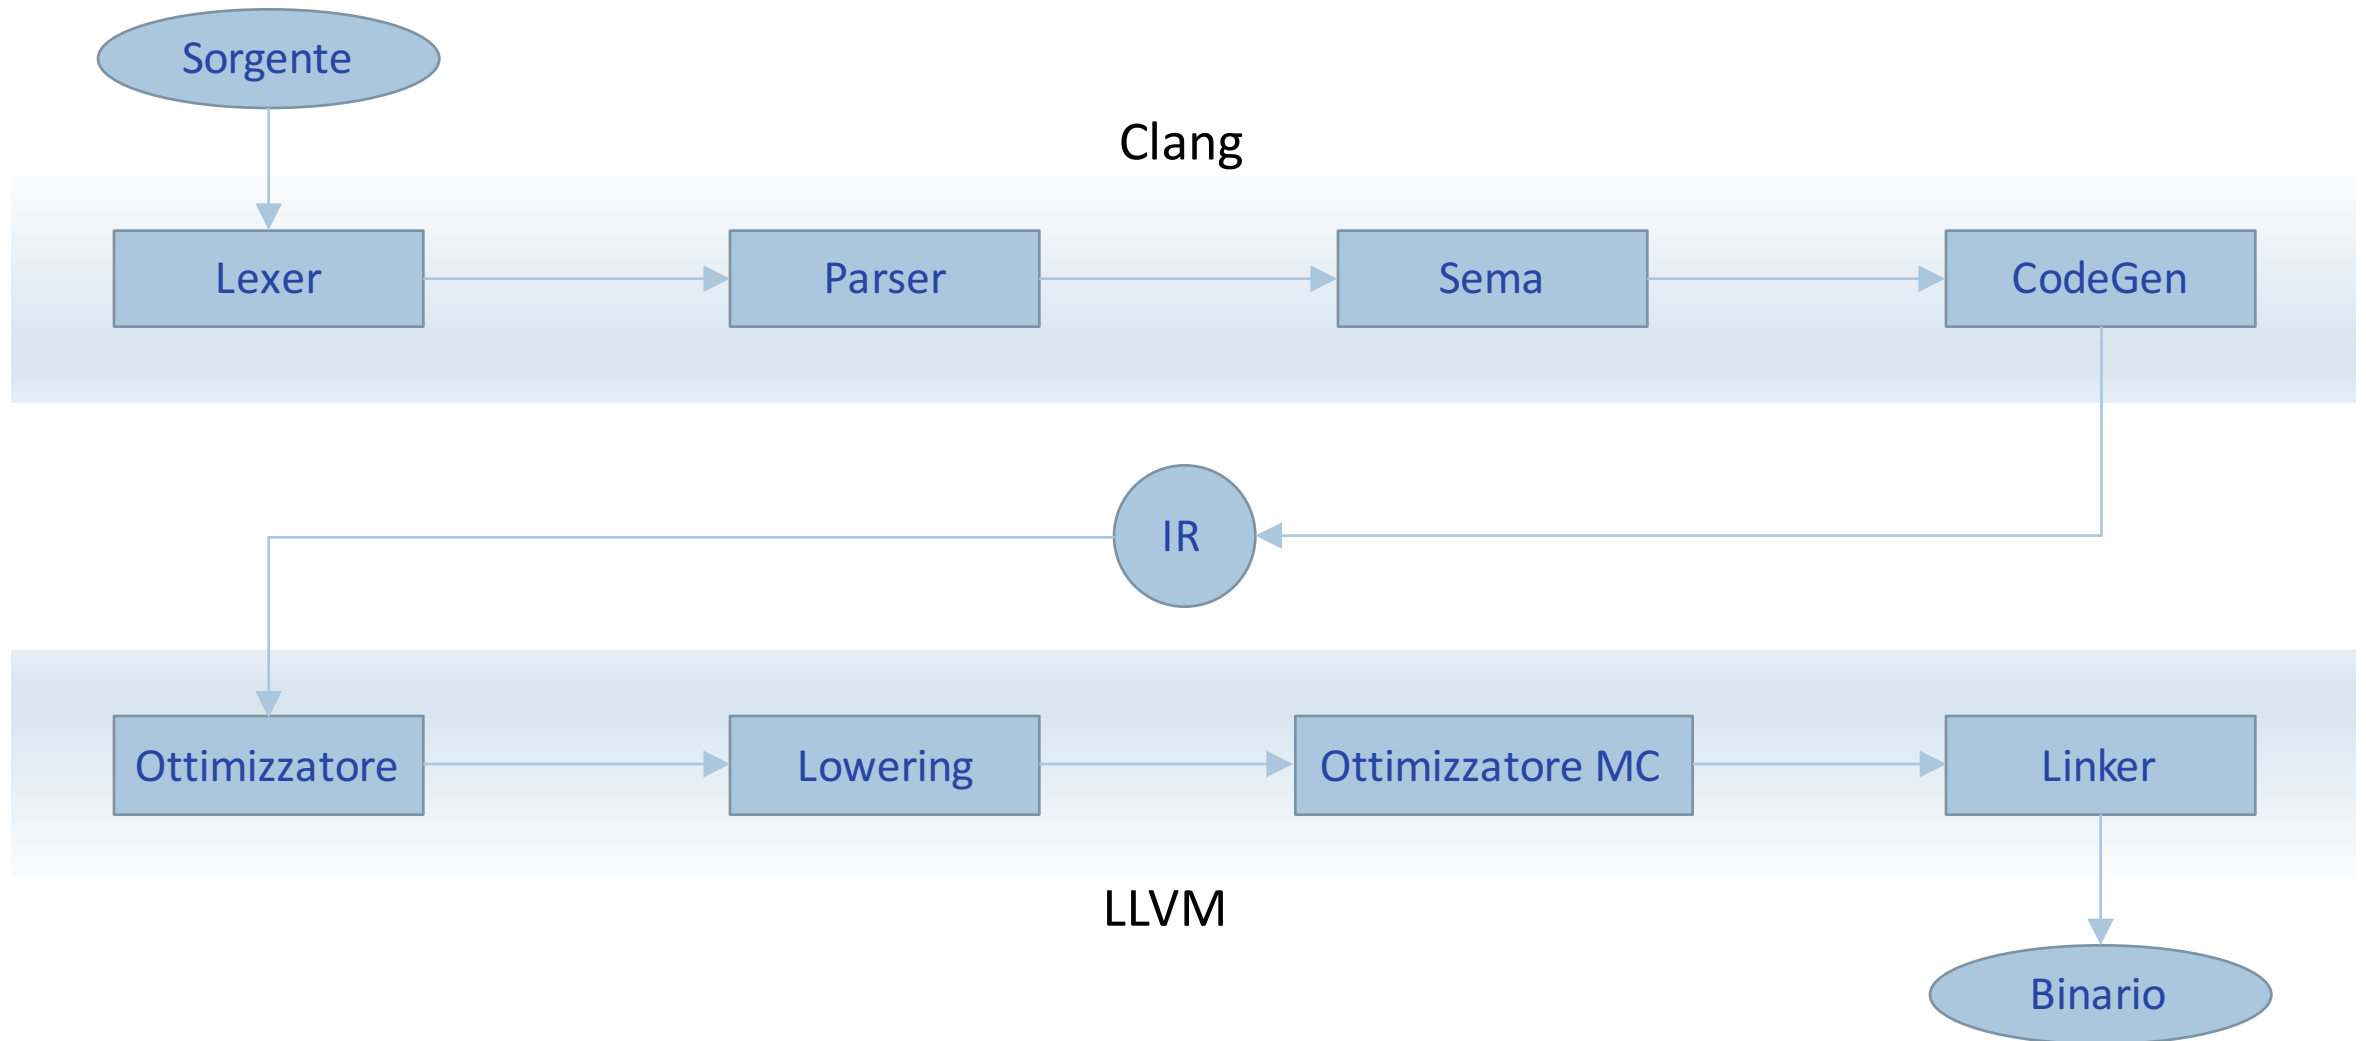 Sorgente
Clang
Lexer
Parser
Sema
CodeGen
IR
Ottimizzatore
Lowering
Ottimizzatore MC
Linker
LLVM
Binario